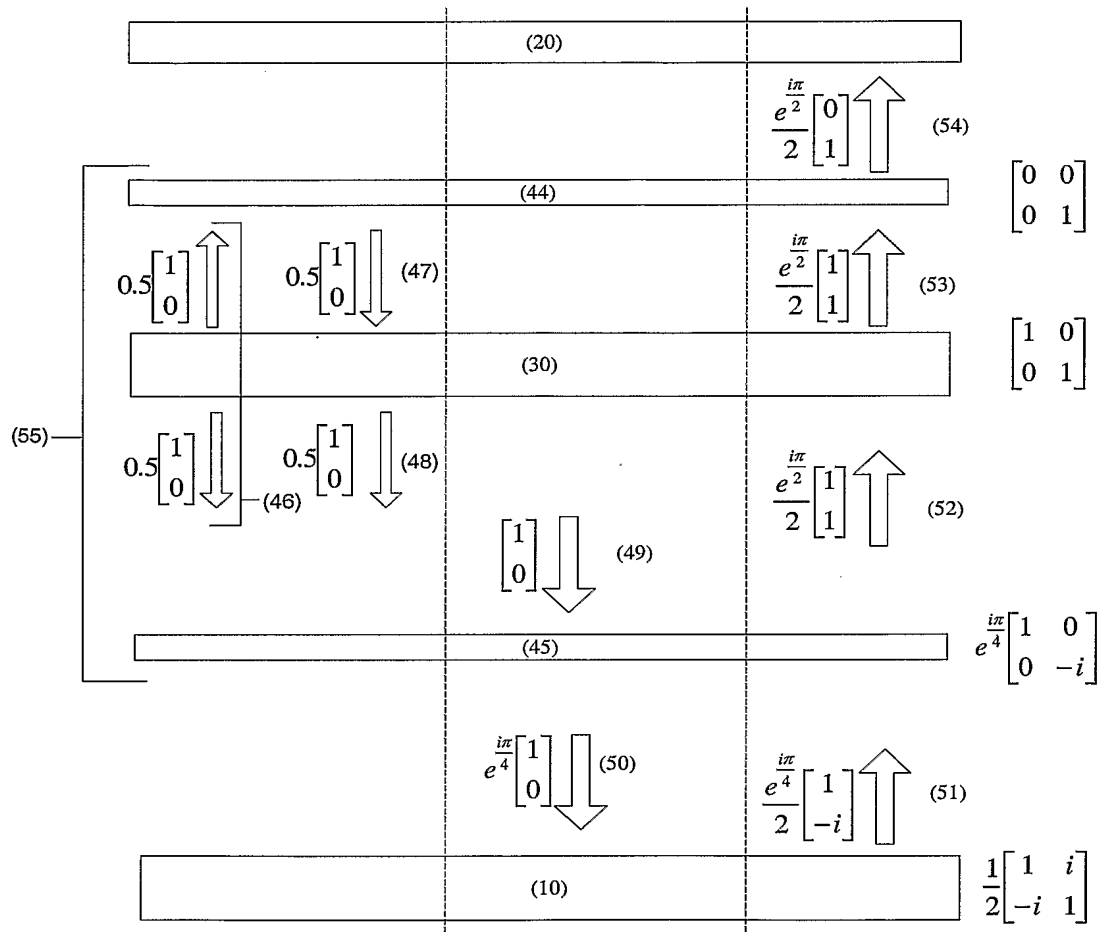 (20)
e^{iπ/2}/2 [0 1] (54)
(44) [0 0 0 1]
0.5[1 0] 0.5[1 0] (47) e^{iπ/2}/2 [1 1] (53)
(30) [1 0 0 1]
(55) 0.5[1 0] (46) 0.5[1 0] (48) e^{iπ/2}/2 [1 1] (52)
[1 0] (49)
(45) e^{iπ/4} [1 0 0 -i]
e^{iπ/4} [1 0] (50) e^{iπ/4}/2 [1 -i] (51)
(10) 1/2 [1 i -i 1]